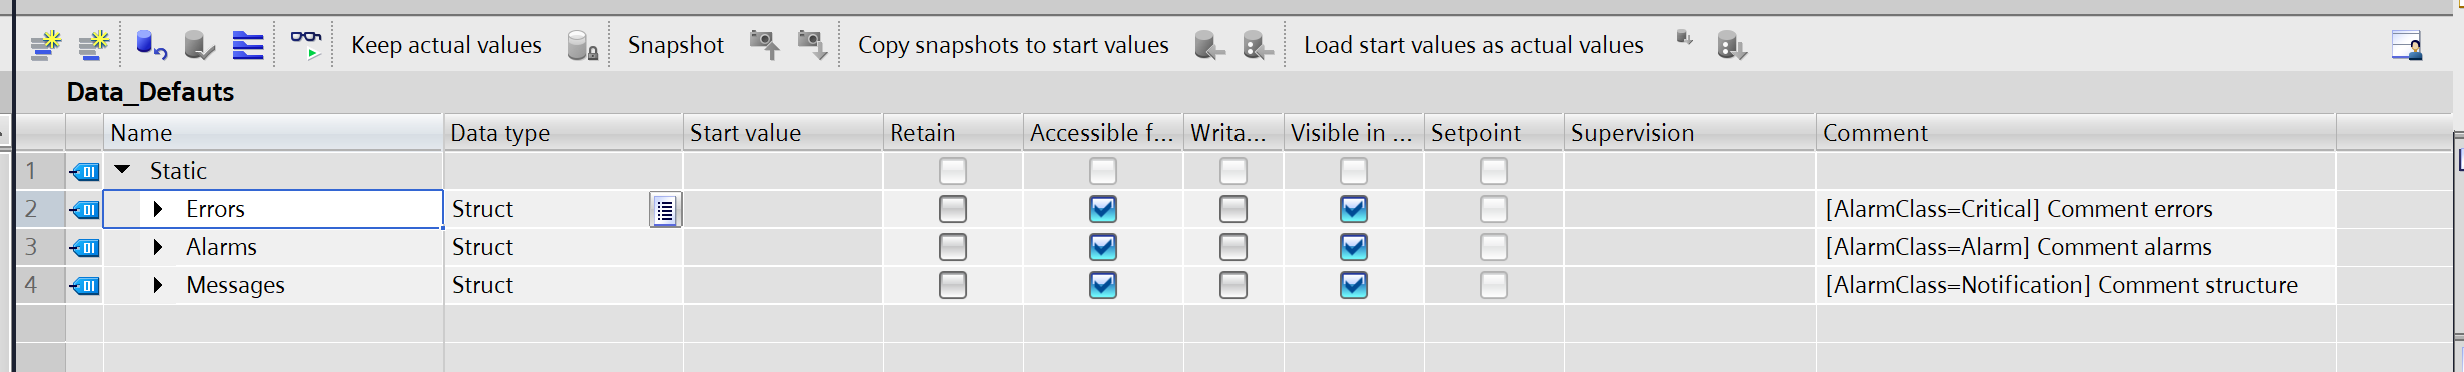 Keep actual values Snapshot Copy snapshots to start values Load start values as actual values
Data_Defauts
Name Data type Start value Retain Accessible f... Writa... Visible in ... Setpoint Supervision Comment
1 Static
2 Errors Struct [AlarmClass=Critical] Comment errors
3 Alarms Struct [AlarmClass=Alarm] Comment alarms
4 Messages Struct [AlarmClass=Notification] Comment structure